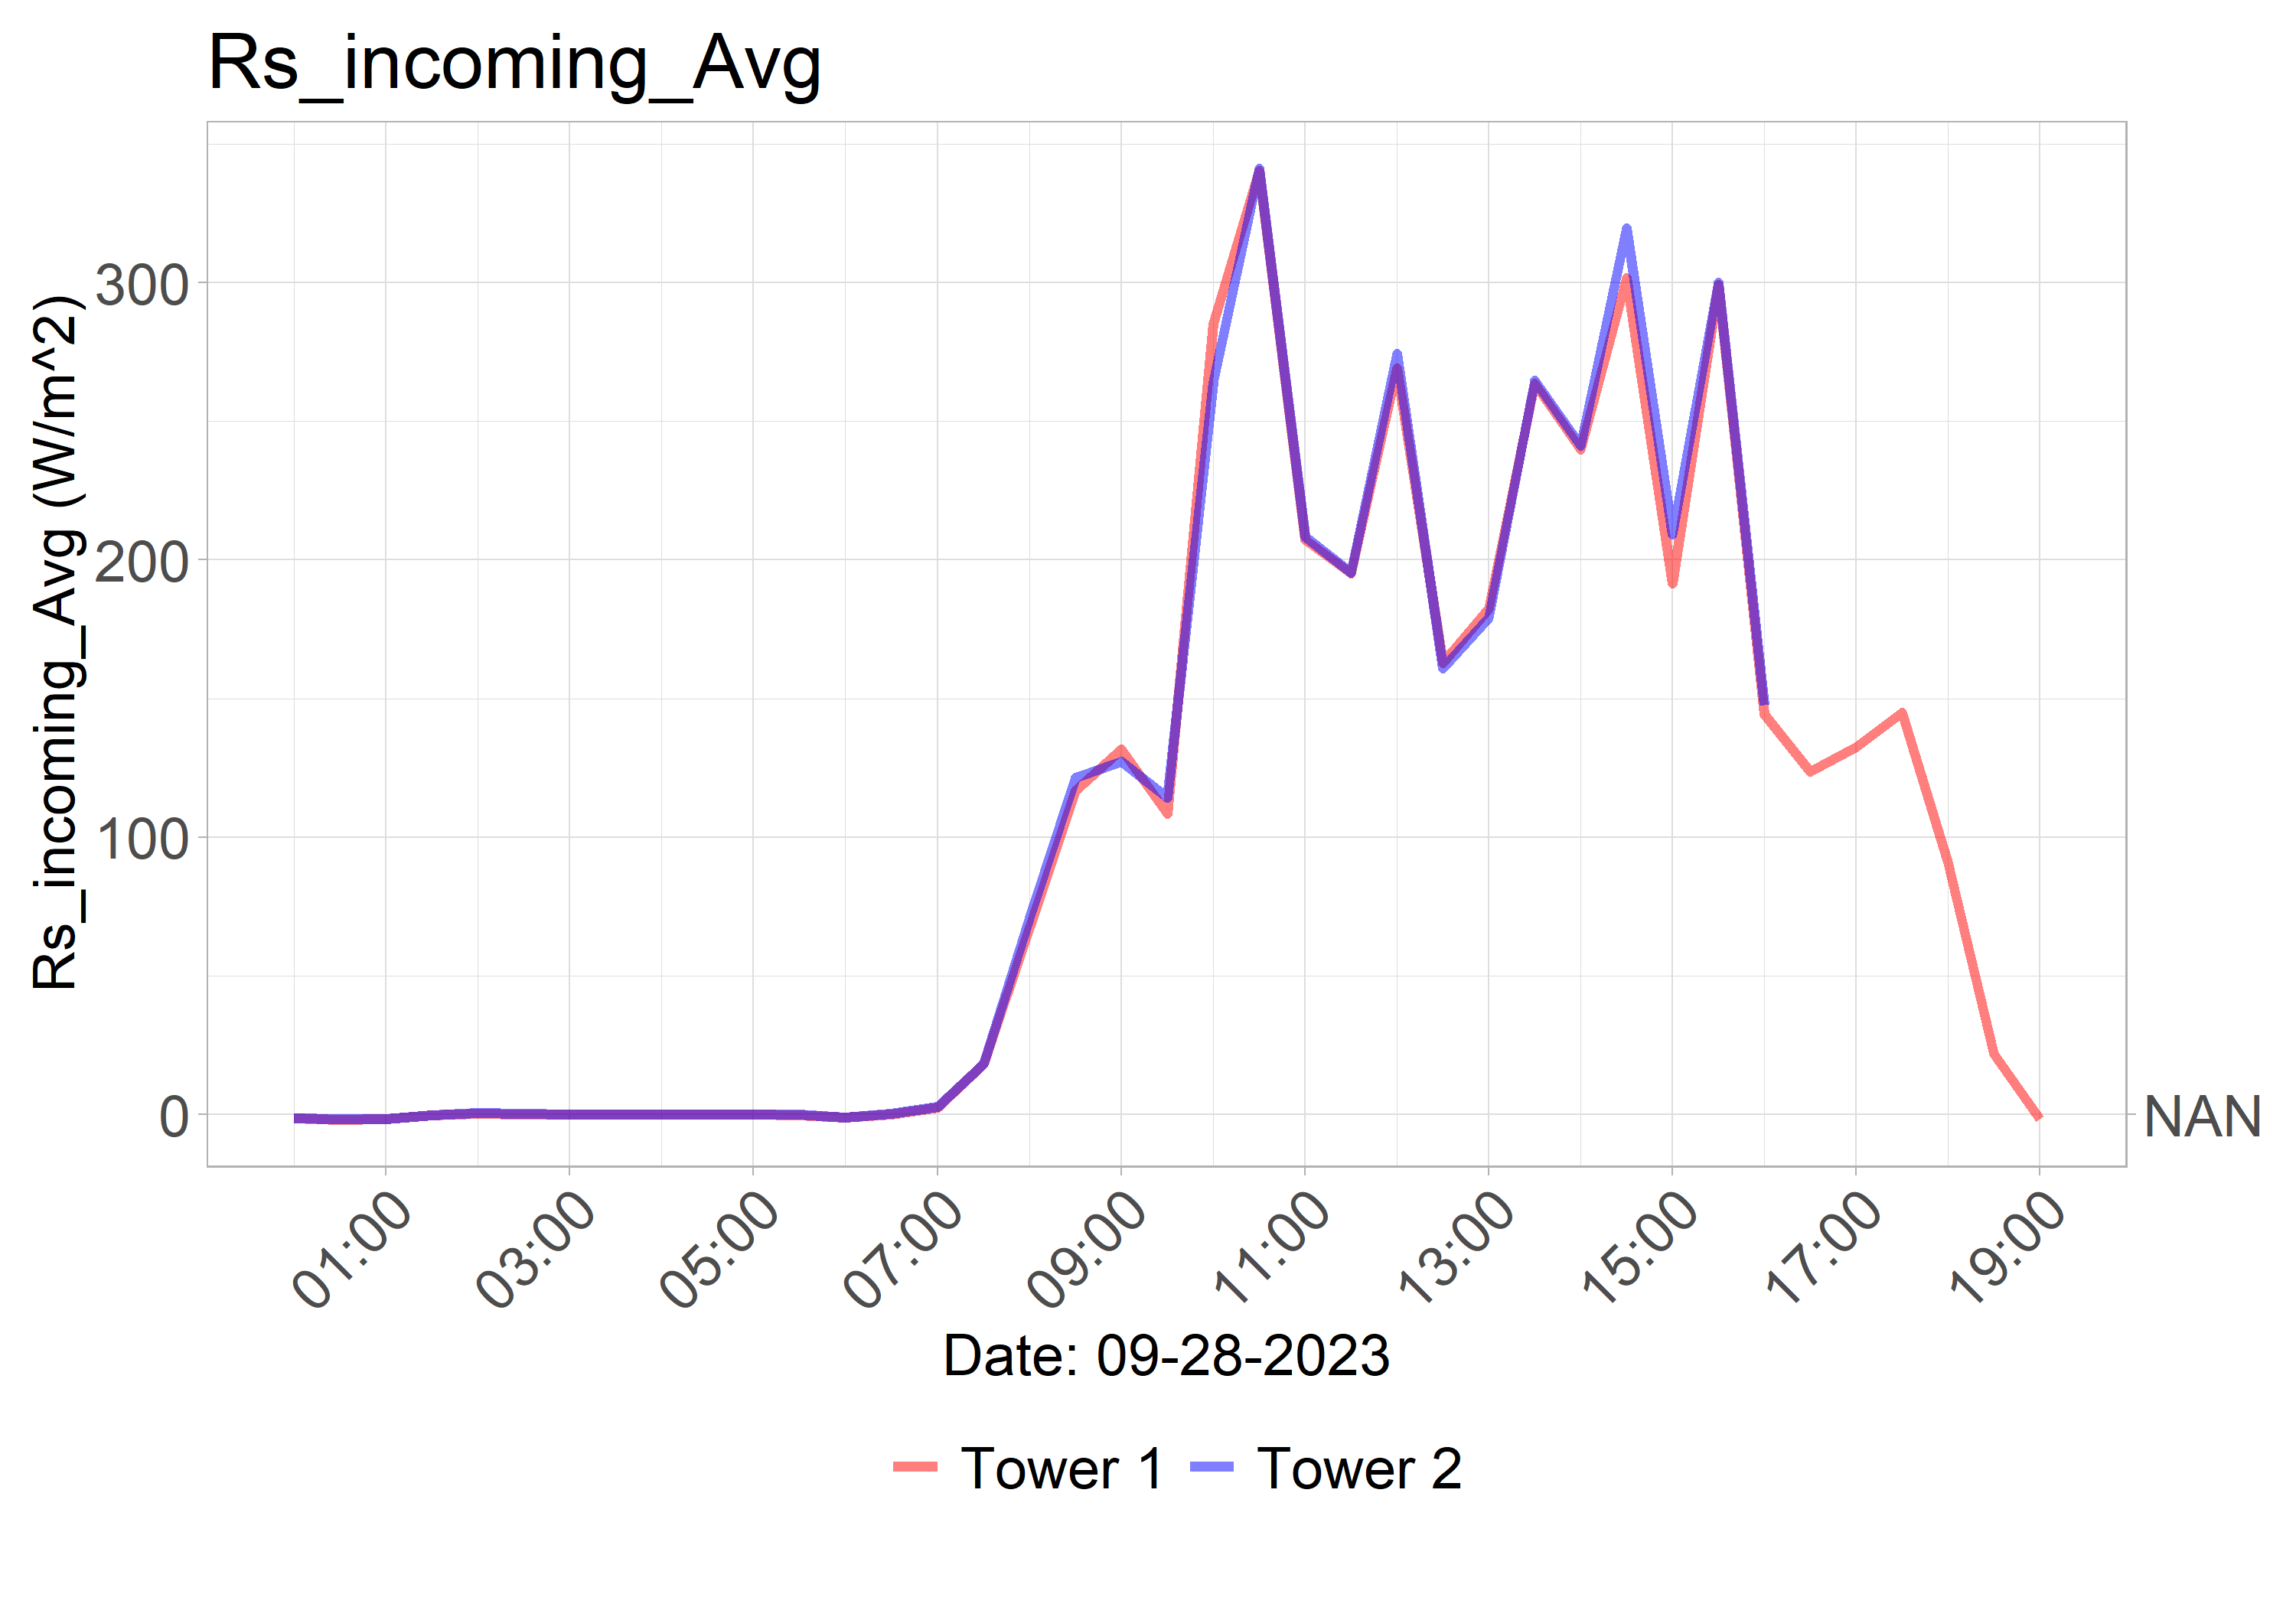 Rs_incoming_Avg
Rs_incoming_Avg (W/m^2)
300
200
100
0
NAN
01:00 03:00 05:00 07:00 09:00 11:00 13:00 15:00 17:00 19:00
Date: 09-28-2023
Tower 1 Tower 2